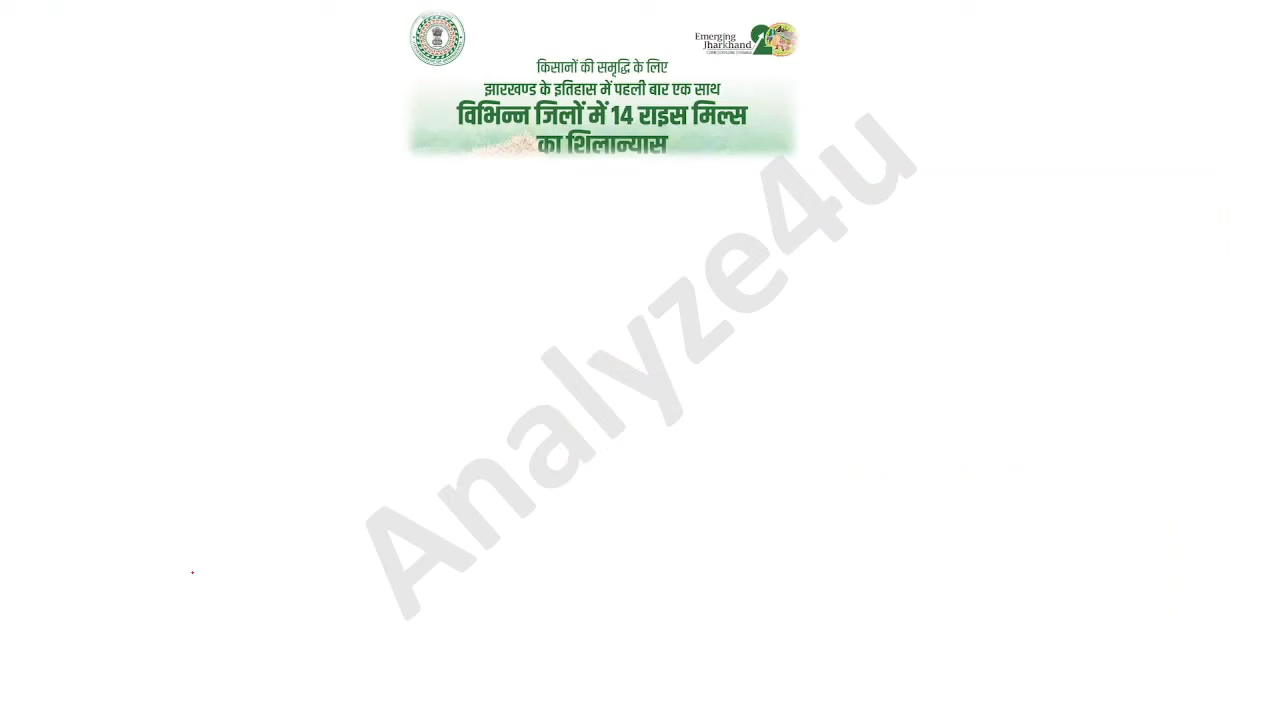 Emerging
Jharkhand
किसानों की समृद्धि के लिए
झारखण्ड के इतिहास में पहली बार एक साथ
विभिन्न जिलों में 14 राइस मिल्स
का शिलान्यास
Analyze4u